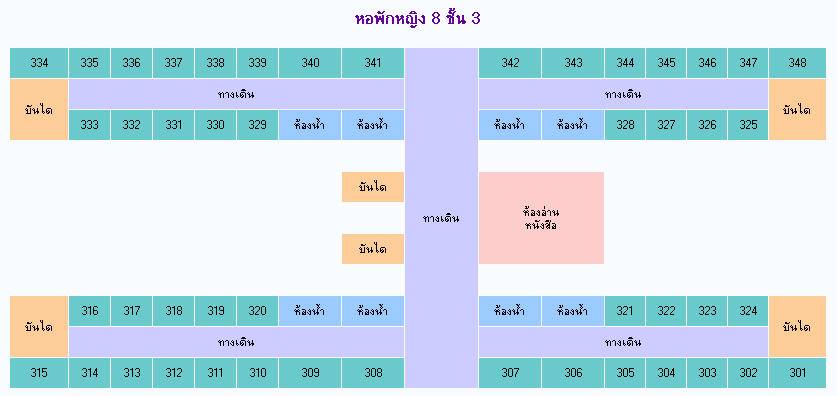 หอพักหญิง 8 ชั้น 3
334 335 336 337 338 339 340 341 342 343 344 345 346 347 348
บันได ทางเดิน ทางเดิน บันได
333 332 331 330 329 ห้องน้ำ ห้องน้ำ ห้องน้ำ ห้องน้ำ 328 327 326 325
บันได
ทางเดิน
ห้องอ่าน
หนังสือ
บันได
316 317 318 319 320 ห้องน้ำ ห้องน้ำ ห้องน้ำ ห้องน้ำ 321 322 323 324
บันได ทางเดิน ทางเดิน บันได
315 314 313 312 311 310 309 308 307 306 305 304 303 302 301